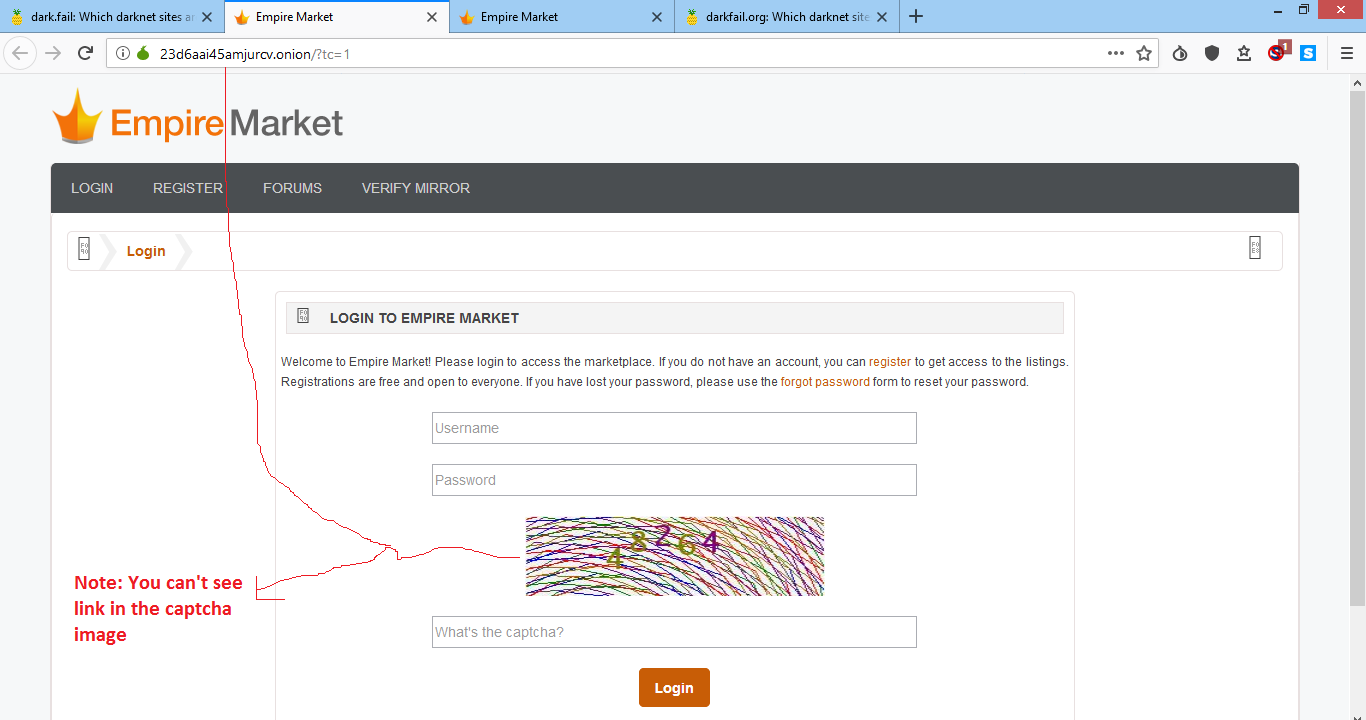 dark.fail: Which darknet sites ar
Empire Market
Empire Market
darkfail.org: Which darknet site
23d6aai45amjurcv.onion/?tc=1
1
S
S
Empire Market
LOGIN
REGISTER
FORUMS
VERIFY MIRROR
Login
LOGIN TO EMPIRE MARKET
Welcome to Empire Market! Please login to access the marketplace. If you do not have an account, you can register to get access to the listings.
Registrations are free and open to everyone. If you have lost your password, please use the forgot password form to reset your password.
Username
Password
48264
Note: You can't see
link in the captcha
image
What's the captcha?
Login